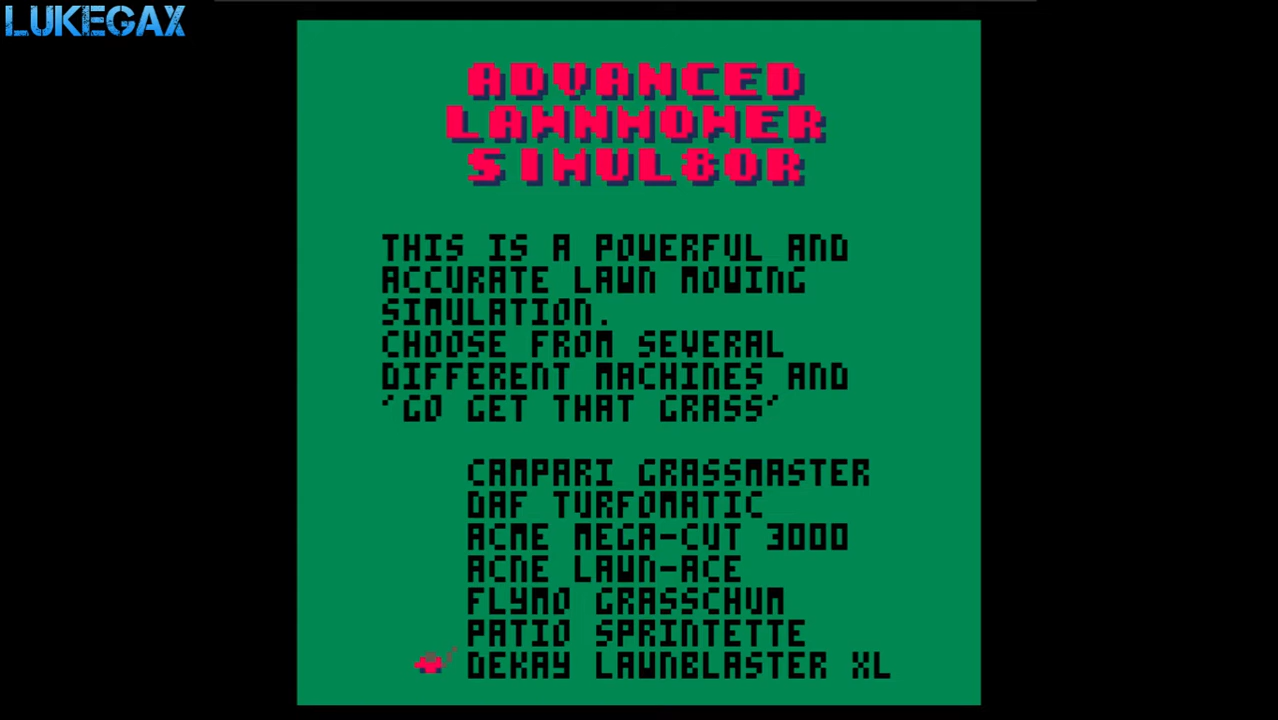 LUKEGAX
ADVANCED
LAWNMOWER
SIMUL8OR
THIS IS A POWERFUL AND
ACCURATE LAWN MOWING
SIMULATION.
CHOOSE FROM SEVERAL
DIFFERENT MACHINES AND
'GO GET THAT GRASS'
CAMPARI GRASSMASTER
DAF TURFOMATIC
ACME MEGA-CUT 3000
ACNE LAWN-ACE
FLYMO GRASSCHUM
PATIO SPRINTETTE
DEKAY LAWNBLASTER XL